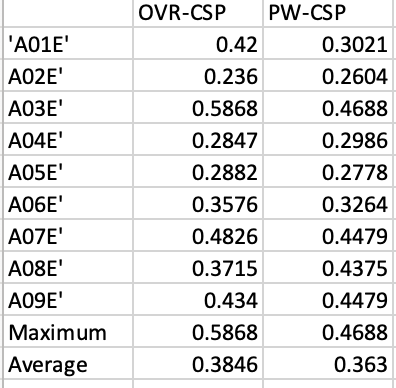 OVR-CSP PW-CSP
'A01E' 0.42 0.3021
A02E' 0.236 0.2604
A03E' 0.5868 0.4688
A04E' 0.2847 0.2986
A05E' 0.2882 0.2778
A06E' 0.3576 0.3264
A07E' 0.4826 0.4479
A08E' 0.3715 0.4375
A09E' 0.434 0.4479
Maximum 0.5868 0.4688
Average 0.3846 0.363